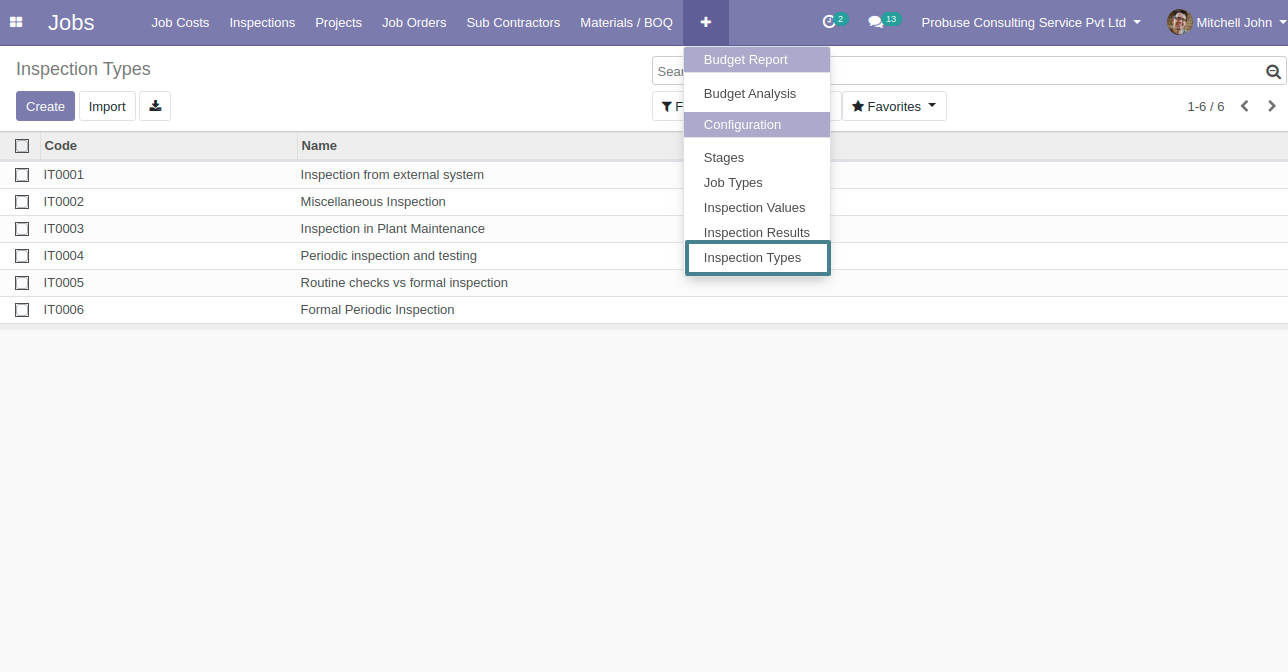 Jobs
Job Costs
Inspections
Projects
Job Orders
Sub Contractors
Materials / BOQ
2
13
Probuse Consulting Service Pvt Ltd
Mitchell John
Inspection Types
Sear
Create
Import
F
Favorites
1-6 / 6
Budget Report
Budget Analysis
Configuration
Stages
Job Types
Inspection Values
Inspection Results
Inspection Types
Code Name
IT0001 Inspection from external system
IT0002 Miscellaneous Inspection
IT0003 Inspection in Plant Maintenance
IT0004 Periodic inspection and testing
IT0005 Routine checks vs formal inspection
IT0006 Formal Periodic Inspection